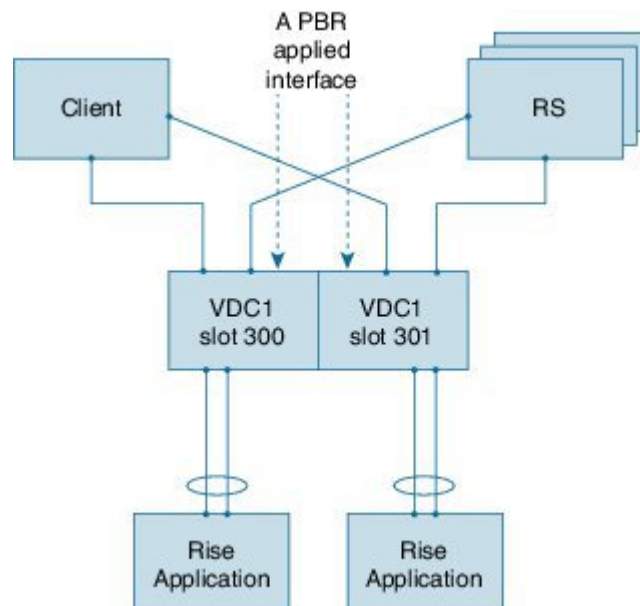 A PBR
applied
interface
Client
RS
VDC1
slot 300
VDC1
slot 301
Rise
Application
Rise
Application